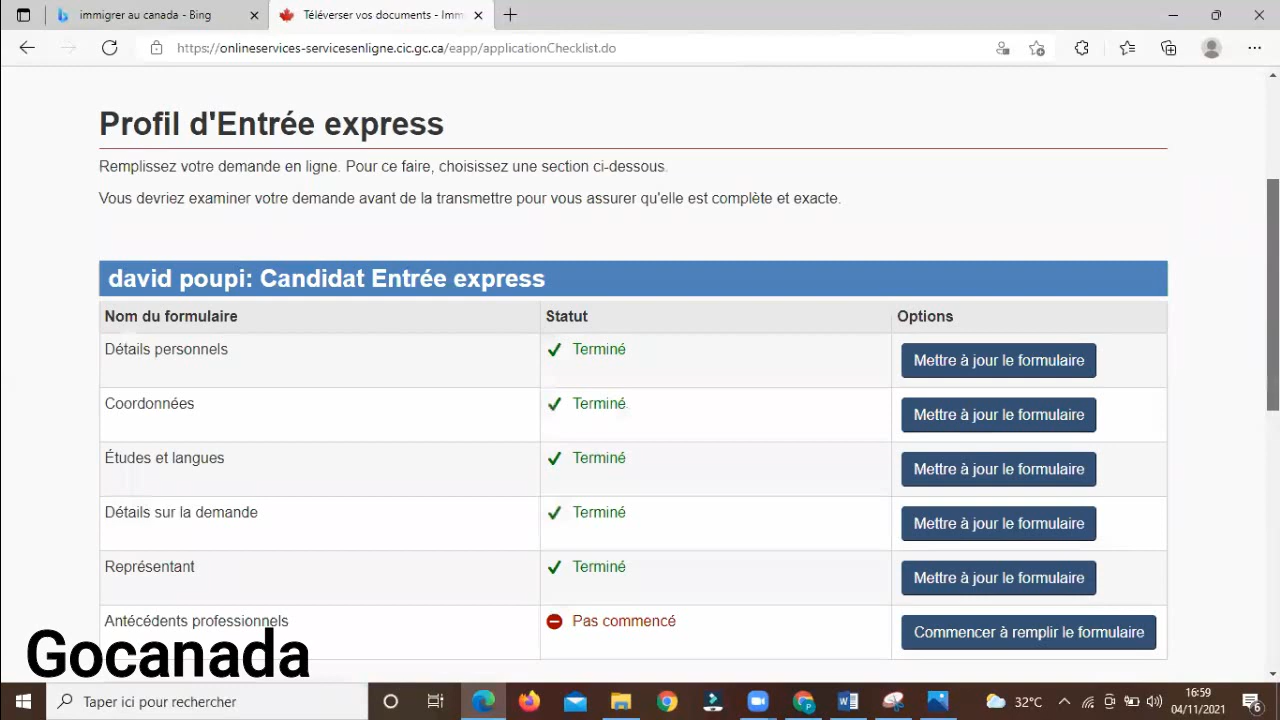 immigrer au canada - Bing
Téléverser vos documents - Imm
https://onlineservices-servicesenligne.cic.gc.ca/eapp/applicationChecklist.do
Profil d'Entrée express
Remplissez votre demande en ligne. Pour ce faire, choisissez une section ci-dessous.
Vous devriez examiner votre demande avant de la transmettre pour vous assurer qu'elle est complète et exacte.
david poupi: Candidat Entrée express
Nom du formulaire Statut Options
Détails personnels Terminé Mettre à jour le formulaire
Coordonnées Terminé Mettre à jour le formulaire
Études et langues Terminé Mettre à jour le formulaire
Détails sur la demande Terminé Mettre à jour le formulaire
Représentant Terminé Mettre à jour le formulaire
Antécédents professionnels Pas commencé Commencer à remplir le formulaire
Gocanada
Taper ici pour rechercher
32°C
16:59
04/11/2021
6